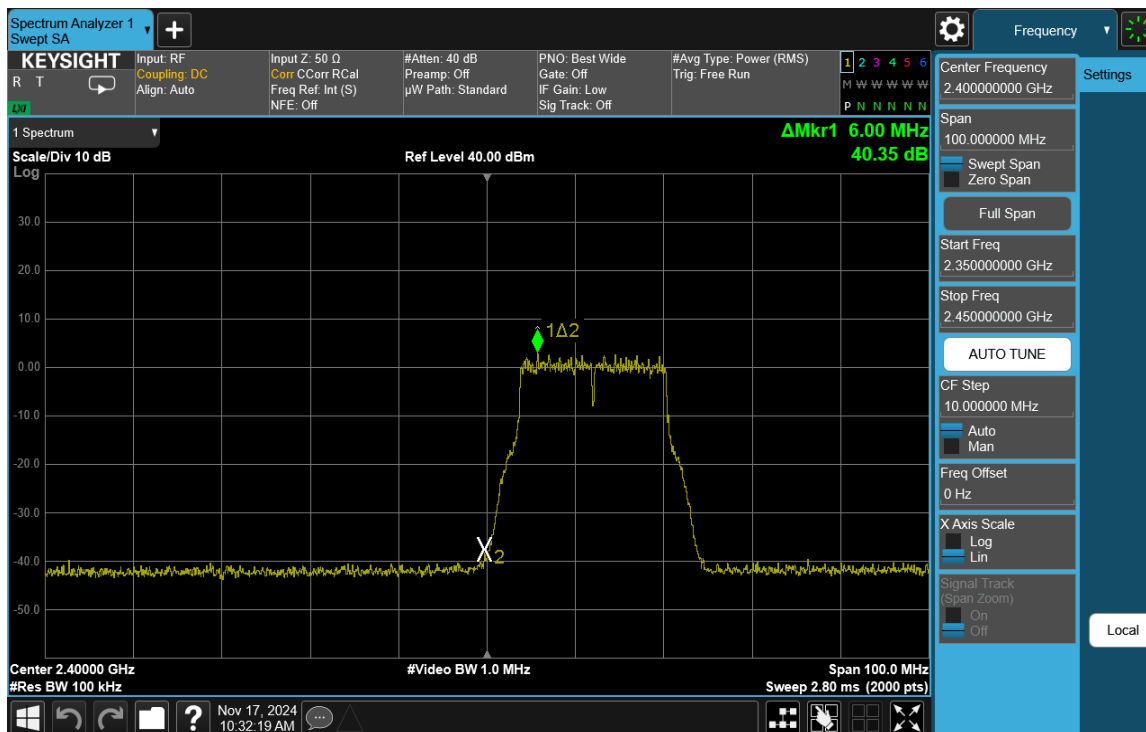 Spectrum Analyzer 1
Swept SA
+
Frequency
KEYSIGHT
R T
LXI
Input: RF
Coupling: DC
Align: Auto
Input Z: 50 Ω
Corr CCorr RCal
Freq Ref: Int (S)
NFE: Off
#Atten: 40 dB
Preamp: Off
µW Path: Standard
PNO: Best Wide
Gate: Off
IF Gain: Low
Sig Track: Off
#Avg Type: Power (RMS)
Trig: Free Run
1 2 3 4 5 6
M W W W W W
P N N N N N
1 Spectrum
ΔMkr1 6.00 MHz
40.35 dB
Scale/Div 10 dB
Ref Level 40.00 dBm
Log
30.0
20.0
10.0
0.00
-10.0
-20.0
-30.0
-40.0
-50.0
1Δ2
X2
Center 2.40000 GHz
#Video BW 1.0 MHz
Span 100.0 MHz
#Res BW 100 kHz
Sweep 2.80 ms (2000 pts)
?
Nov 17, 2024
10:32:19 AM
Center Frequency
2.400000000 GHz
Span
100.000000 MHz
Swept Span
Zero Span
Full Span
Start Freq
2.350000000 GHz
Stop Freq
2.450000000 GHz
AUTO TUNE
CF Step
10.000000 MHz
Auto
Man
Freq Offset
0 Hz
X Axis Scale
Log
Lin
Signal Track
(Span Zoom)
On
Off
Settings
Local